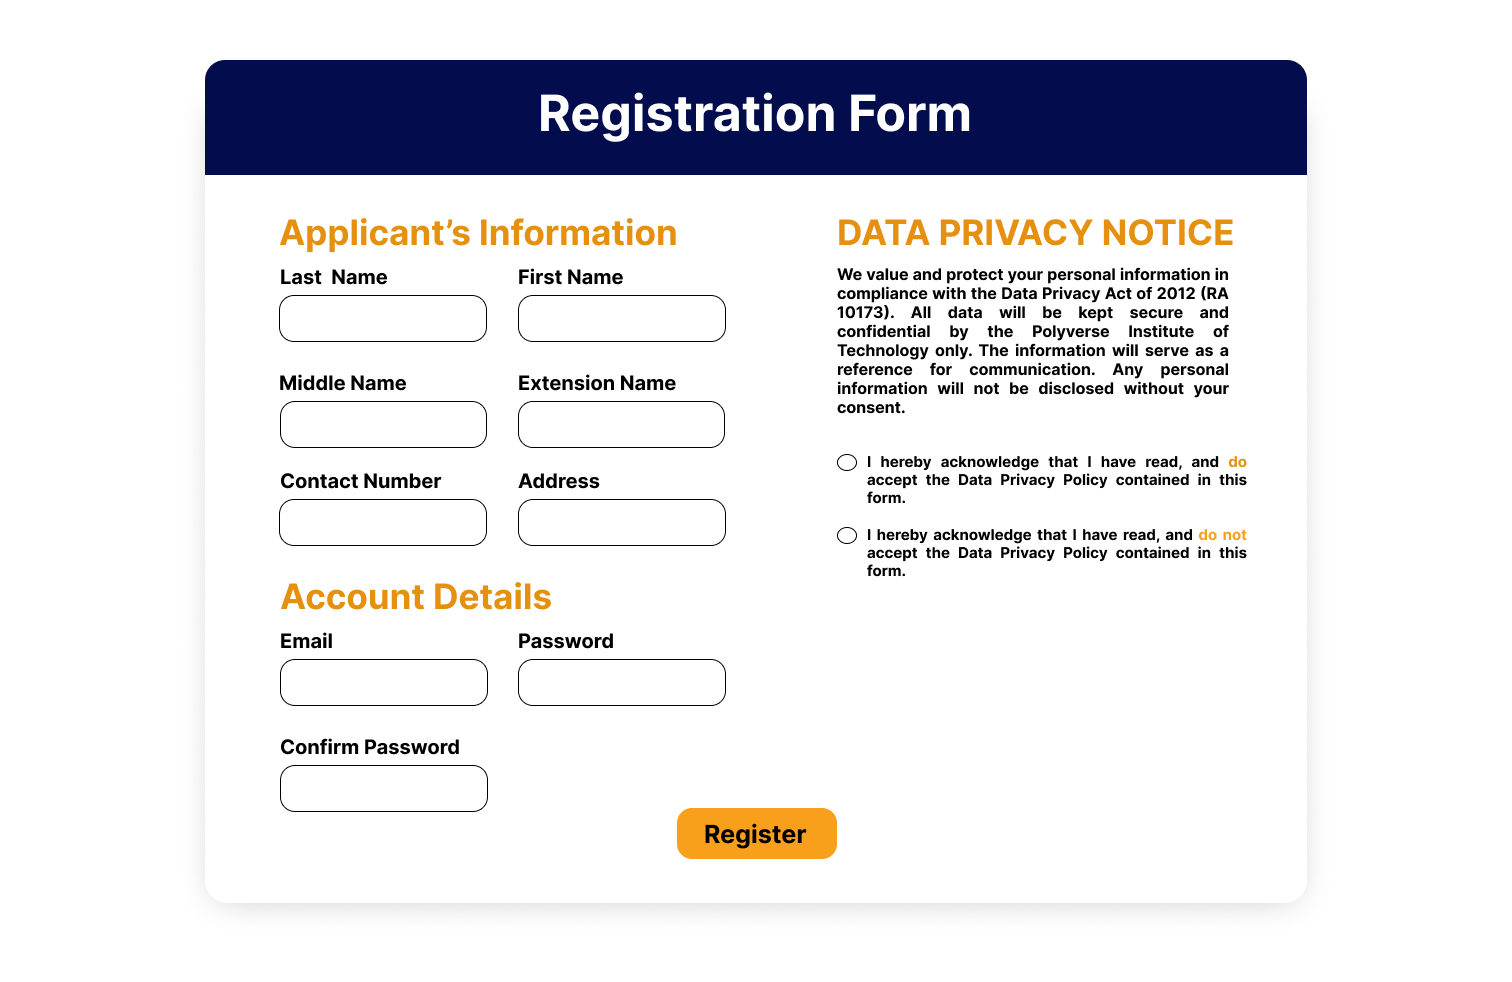 Registration Form
Applicant’s Information
Last  Name
First Name
Middle Name
Extension Name
Contact Number
Address
Account Details
Email
Password
Confirm Password
DATA PRIVACY NOTICE
We value and protect your personal information in
compliance with the Data Privacy Act of 2012 (RA
10173). All data will be kept secure and
confidential by the Polyverse Institute of
Technology only. The information will serve as a
reference for communication. Any personal
information will not be disclosed without your
consent.
I hereby acknowledge that I have read, and do
accept the Data Privacy Policy contained in this
form.
I hereby acknowledge that I have read, and do not
accept the Data Privacy Policy contained in this
form.
Register